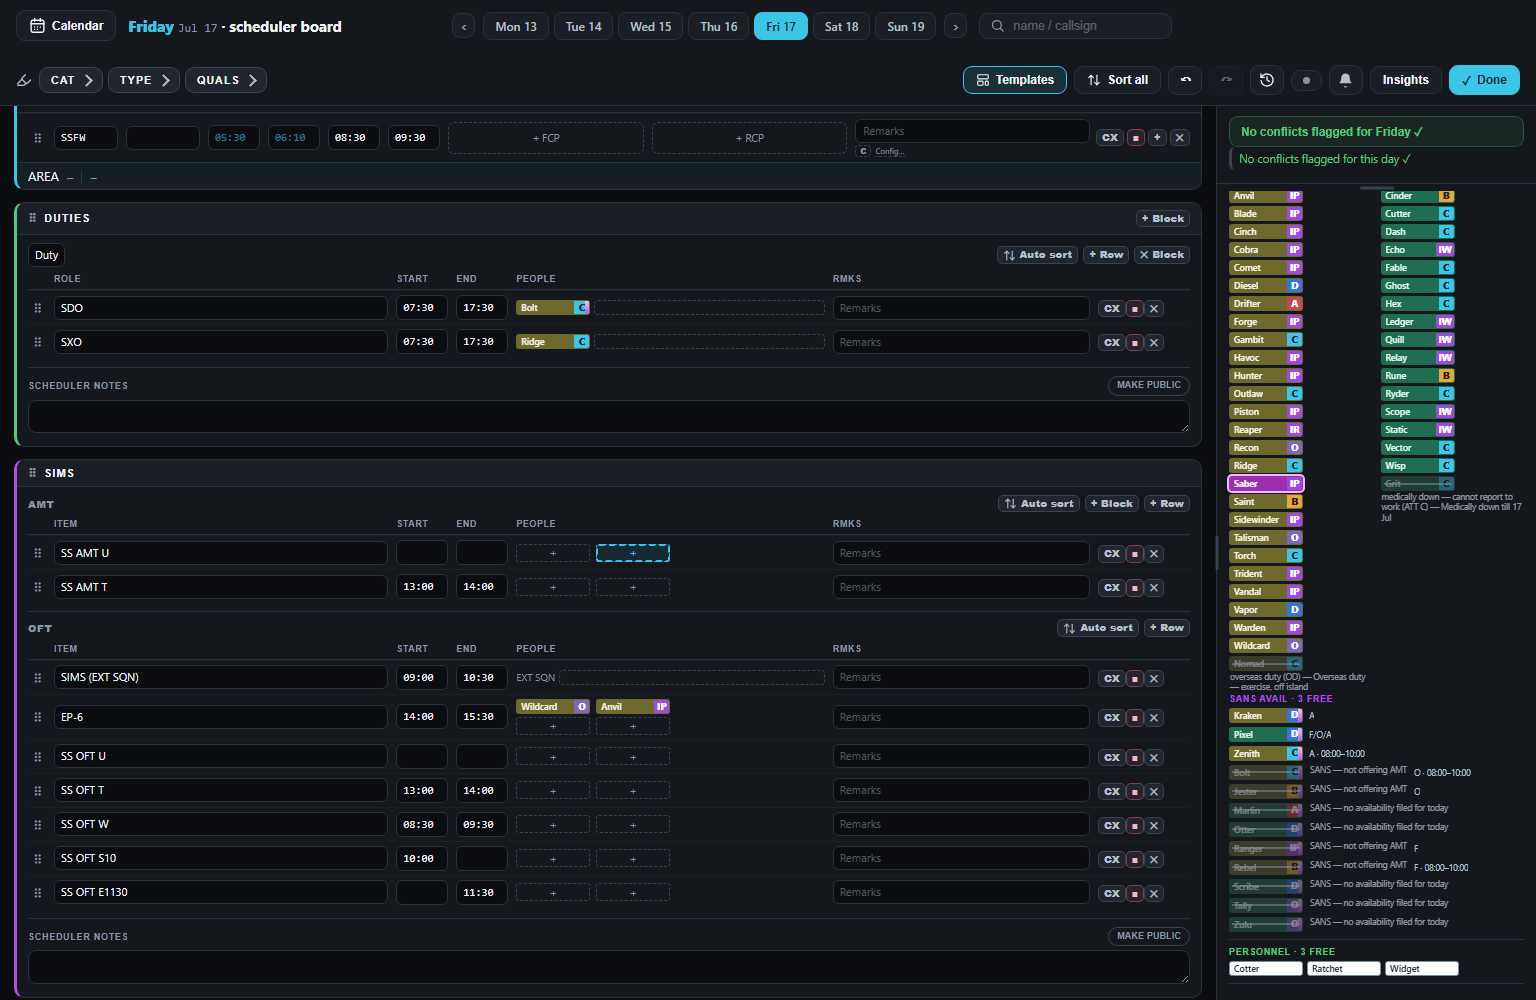 Calendar
Friday Jul 17 · scheduler board
‹ Mon 13 Tue 14 Wed 15 Thu 16 Fri 17 Sat 18 Sun 19 ›
name / callsign
CAT TYPE QUALS
Templates Sort all Insights ✓ Done
SSFW 05:30 06:10 08:30 09:30 + FCP + RCP Remarks CX + ✕
C Config...
AREA – –
DUTIES + Block
Duty Auto sort + Row ✕ Block
ROLE START END PEOPLE RMKS
SDO 07:30 17:30 Bolt C Remarks CX ✕
SXO 07:30 17:30 Ridge C Remarks CX ✕
SCHEDULER NOTES MAKE PUBLIC
SIMS
AMT Auto sort + Block + Row
ITEM START END PEOPLE RMKS
SS AMT U + + Remarks CX ✕
SS AMT T 13:00 14:00 + + Remarks CX ✕
OFT Auto sort + Row
ITEM START END PEOPLE RMKS
SIMS (EXT SQN) 09:00 10:30 EXT SQN Remarks CX ✕
EP-6 14:00 15:30 Wildcard O Anvil IP Remarks CX ✕
+ +
SS OFT U + + Remarks CX ✕
SS OFT T 13:00 14:00 + + Remarks CX ✕
SS OFT W 08:30 09:30 + + Remarks CX ✕
SS OFT S10 10:00 + + Remarks CX ✕
SS OFT E1130 11:30 + + Remarks CX ✕
SCHEDULER NOTES MAKE PUBLIC
No conflicts flagged for Friday ✓
No conflicts flagged for this day ✓
Anvil IP
Blade IP
Cinch IP
Cobra IP
Comet IP
Diesel D
Drifter A
Forge IP
Gambit C
Havoc IP
Hunter IP
Outlaw C
Piston IP
Reaper IR
Recon O
Ridge C
Saber IP
Saint B
Sidewinder IP
Talisman O
Torch C
Trident IP
Vandal IP
Vapor D
Warden IP
Wildcard O
Nomad C
overseas duty (OD) — Overseas duty
— exercise, off island
Cinder B
Cutter C
Dash C
Echo IW
Fable C
Ghost C
Hex C
Ledger IW
Quill IW
Relay IW
Rune B
Ryder C
Scope IW
Static IW
Vector C
Wisp C
Grit C
medically down — cannot report to
work (ATT C) — Medically down till 17
Jul
SANS AVAIL · 3 FREE
Kraken D A
Pixel D F/O/A
Zenith C A · 08:00–10:00
Bolt C SANS — not offering AMT O · 08:00–10:00
Jester B SANS — not offering AMT O
Marlin A SANS — no availability filed for today
Otter D SANS — no availability filed for today
Ranger IP SANS — not offering AMT F
Rebel B SANS — not offering AMT F · 08:00–10:00
Scribe D SANS — no availability filed for today
Tally O SANS — no availability filed for today
Zulu O SANS — no availability filed for today
PERSONNEL · 3 FREE
Cotter Ratchet Widget